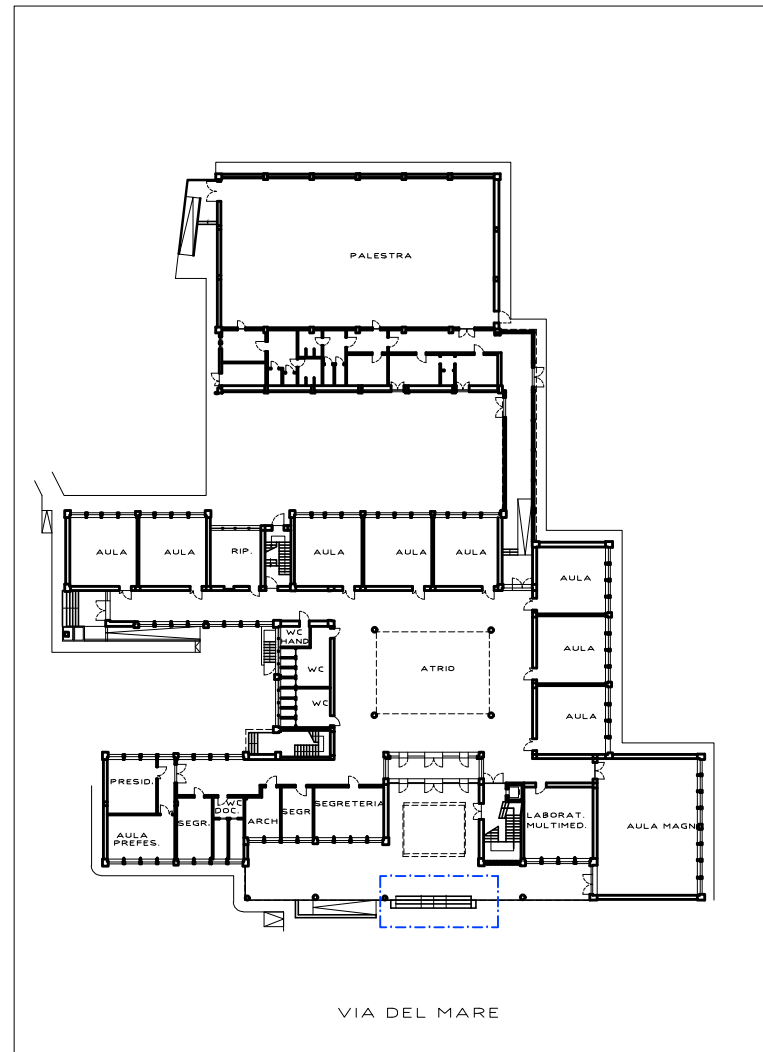 PALESTRA
AULA
AULA
RIP.
AULA
AULA
AULA
AULA
WC
HAND
WC
ATRIO
AULA
WC
AULA
PRESID.
AULA
PREFES.
SEGR.
WC
DOC.
ARCH
SEGR
SEGRETERIA
LABORAT.
MULTIMED.
AULA MAGN
VIA DEL MARE